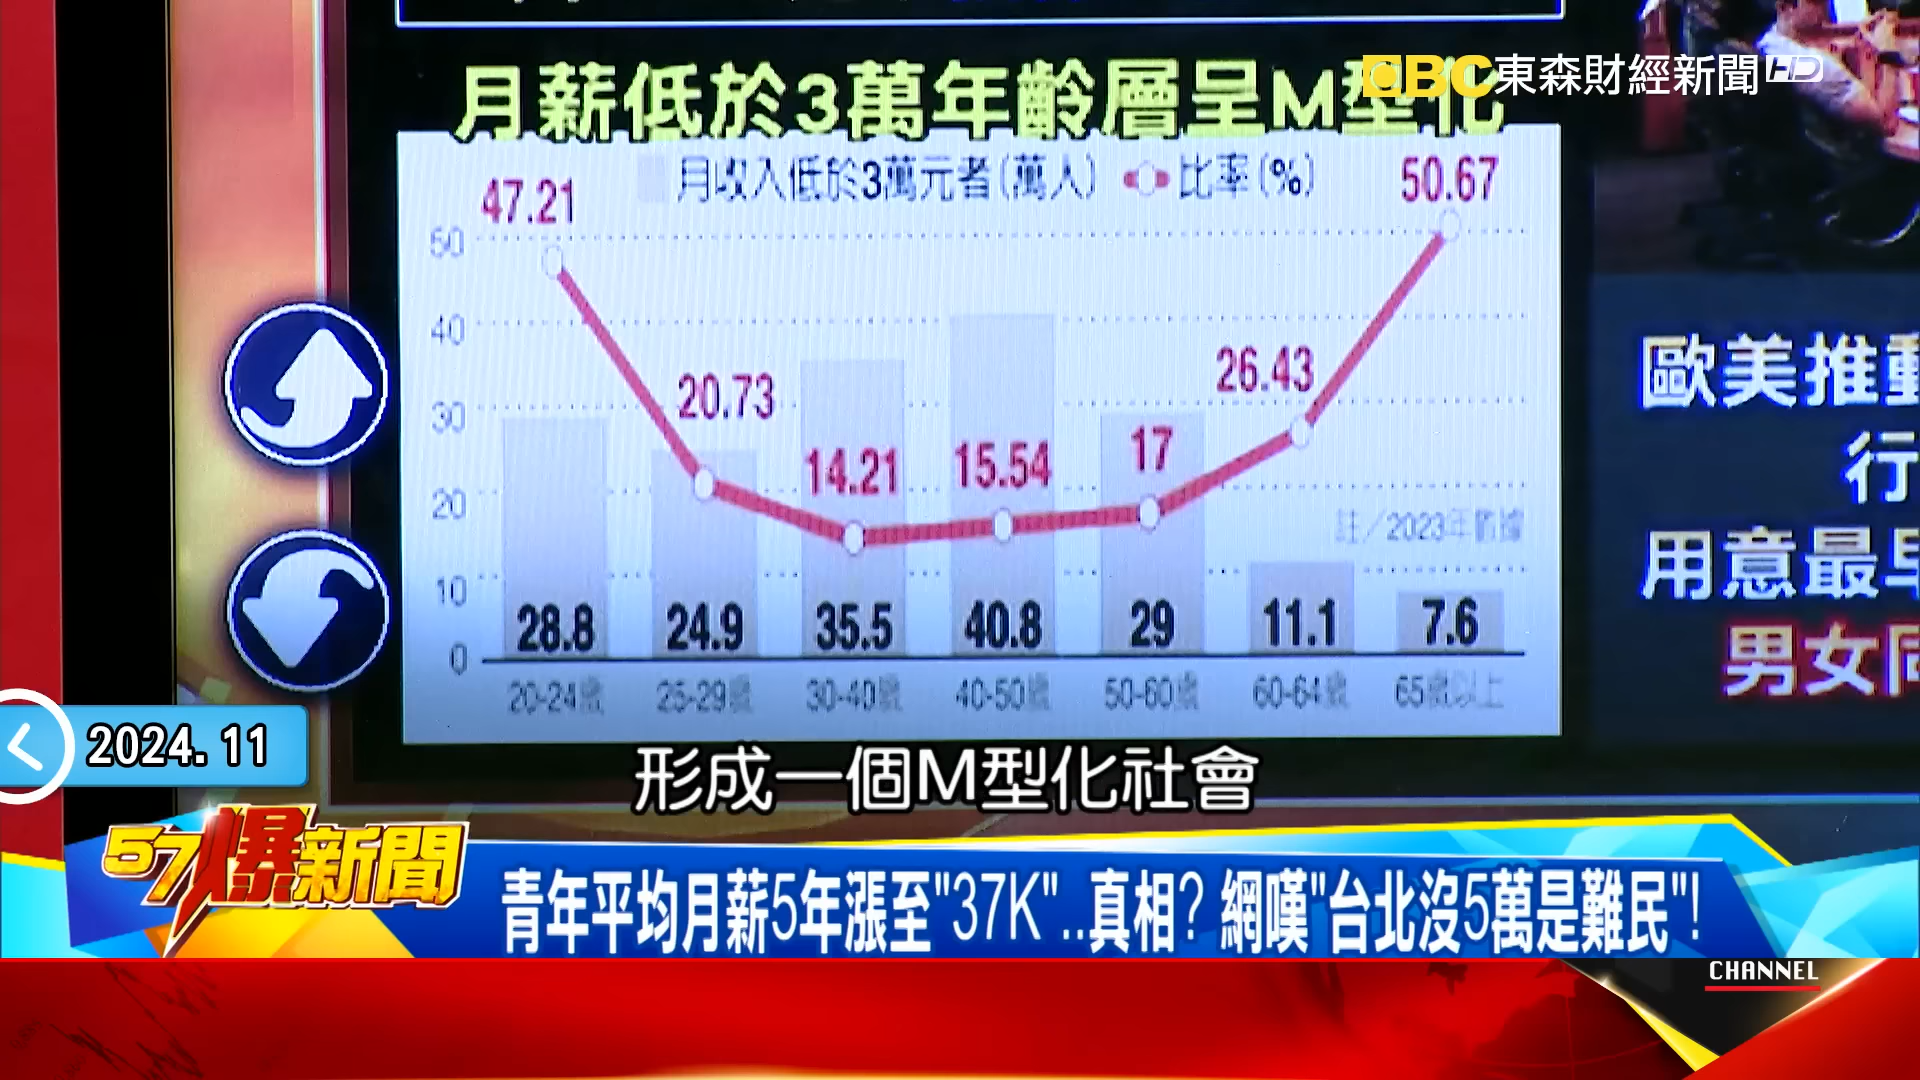 月薪低於3萬年齡層呈M型化
EBC東森財經新聞HD
月收入低於3萬元者(萬人)
比率(%)
47.21
20.73
14.21
15.54
17
26.43
50.67
50
40
30
20
10
0
註／2023年數據
28.8
24.9
35.5
40.8
29
11.1
7.6
20-24歲
25-29歲
30-40歲
40-50歲
50-60歲
60-64歲
65歲以上
歐美推動
行
用意最早
男女同
2024.11
形成一個M型化社會
57爆新聞
青年平均月薪5年漲至"37K"..真相? 網嘆"台北沒5萬是難民"!
CHANNEL